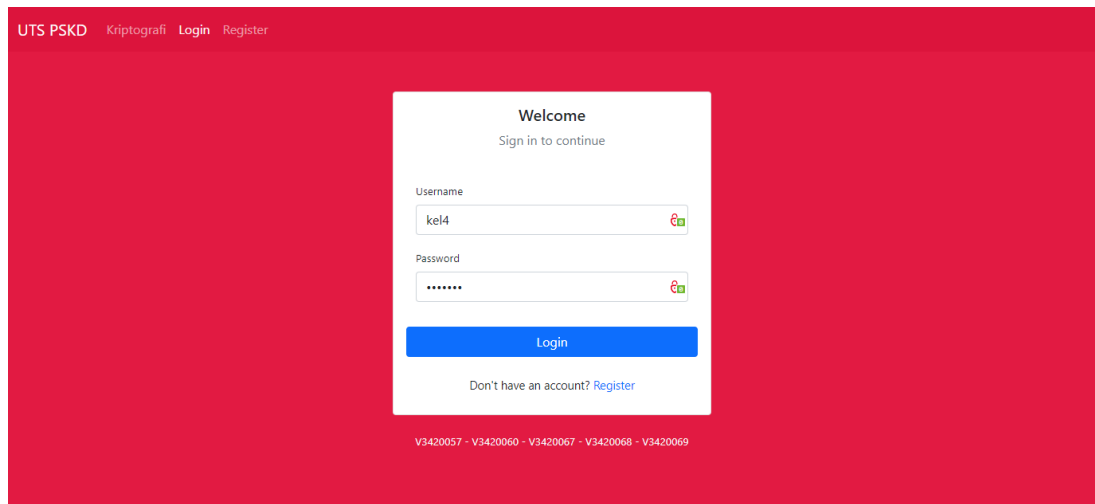 UTS PSKD Kriptografi Login Register
Welcome
Sign in to continue
Username
kel4
Password
•••••••
Login
Don't have an account? Register
V3420057 - V3420060 - V3420067 - V3420068 - V3420069